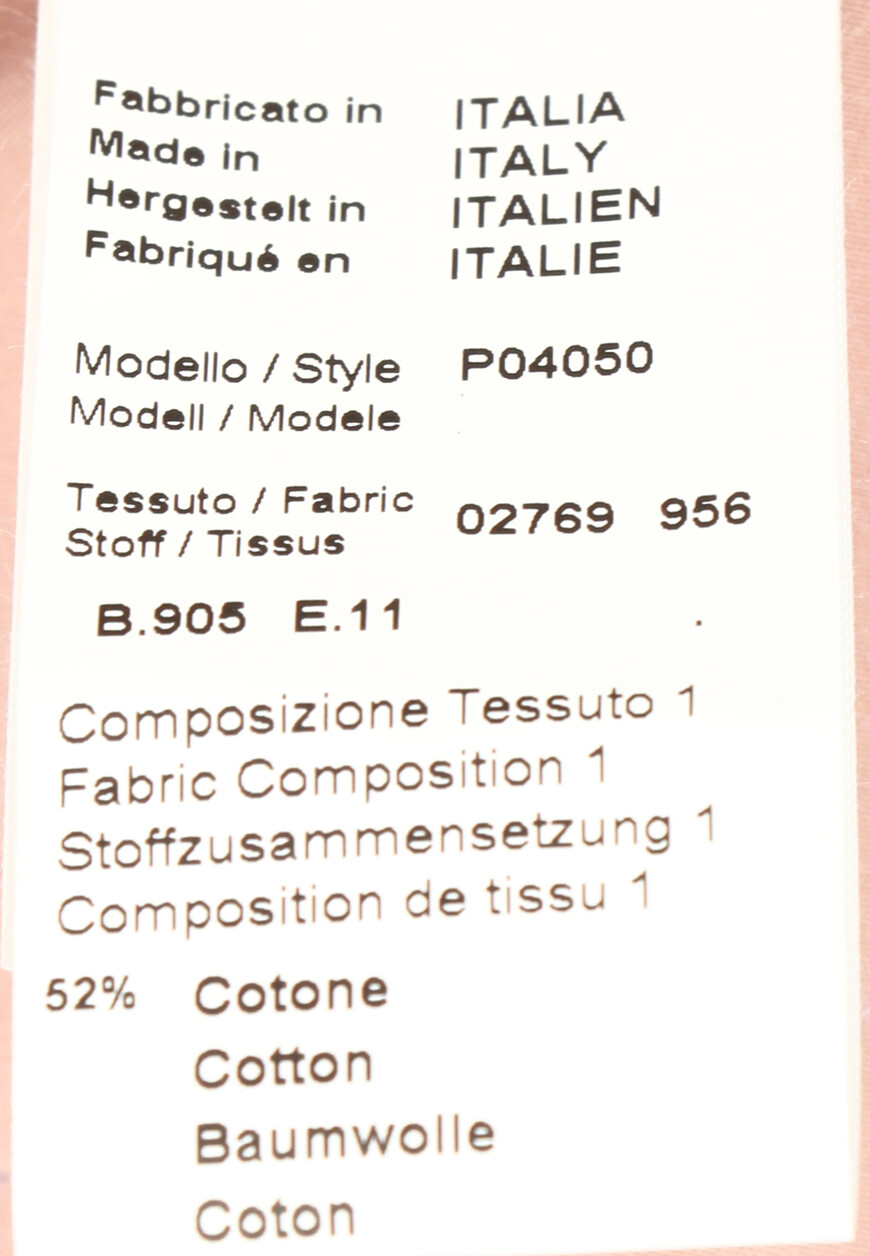 Fabbricato in ITALIA
Made in ITALY
Hergestelt in ITALIEN
Fabriqué en ITALIE
Modello / Style P04050
Modell / Modele
Tessuto / Fabric 02769 956
Stoff / Tissus
B.905 E.11
Composizione Tessuto 1
Fabric Composition 1
Stoffzusammensetzung 1
Composition de tissu 1
52% Cotone
Cotton
Baumwolle
Coton